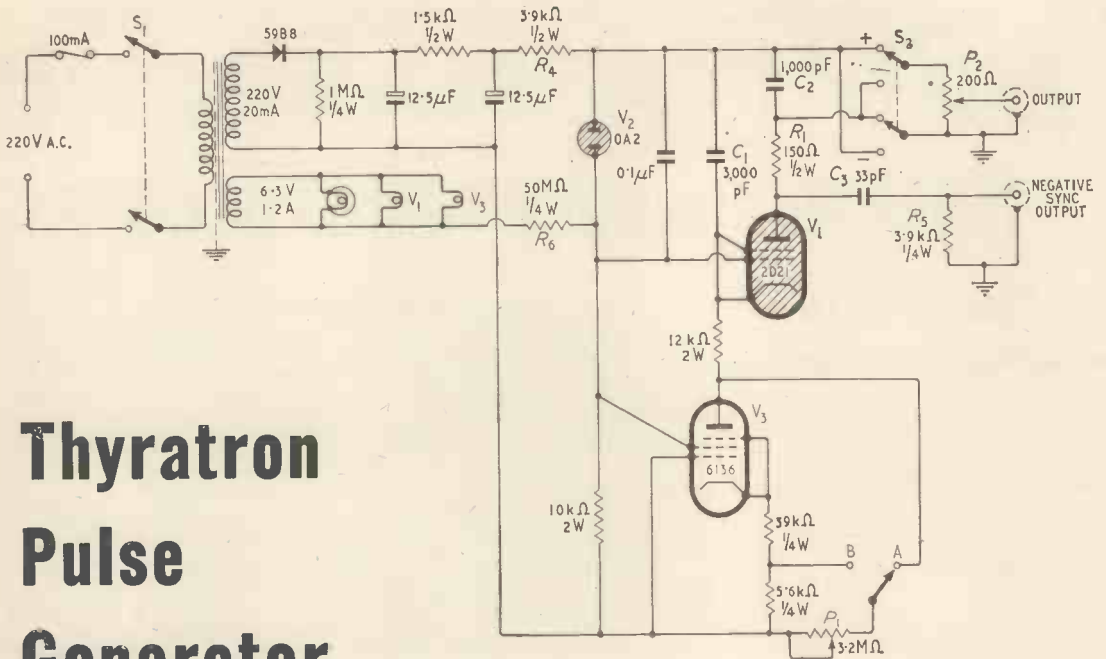 S₁
100mA
220V A.C.
59B8
220V
20mA
6·3V
1·2A
1MΩ
¼W
1·5kΩ
½W
12·5μF
12·5μF
3·9kΩ
½W
R₄
V₁
V₃
50MΩ
¼W
R₆
V₂
0A2
0·1μF
C₁
3,000
pF
1,000pF
C₂
R₁
150Ω
½W
C₃ 33pF
V₁
2D21
+
S₂
−
P₂
200Ω
OUTPUT
NEGATIVE
SYNC
OUTPUT
R₅
3·9kΩ
¼W
12kΩ
2W
V₃
6136
10kΩ
2W
39kΩ
¼W
B
A
5·6kΩ
¼W
P₁
3·2MΩ
Thyratron
Pulse
Generator